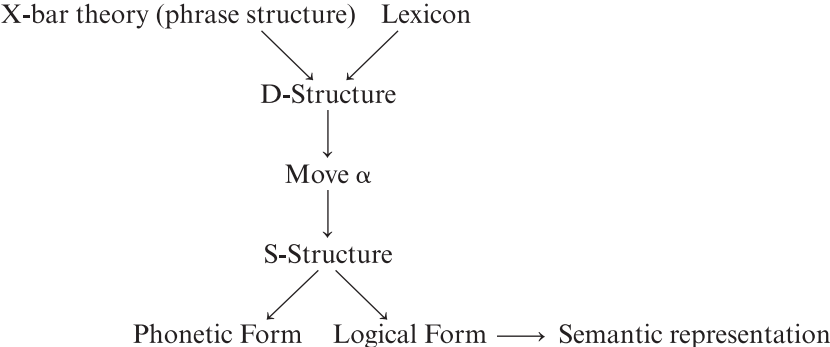 X-bar theory (phrase structure) Lexicon
D-Structure
Move α
S-Structure
Phonetic Form Logical Form Semantic representation